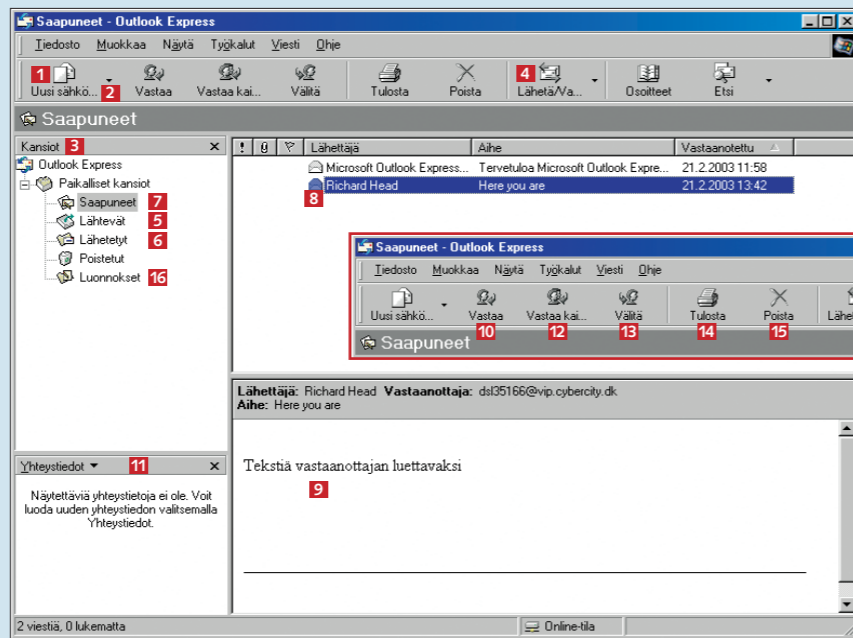 Saapuneet - Outlook Express
Tiedosto Muokkaa Näytä Työkalut Viesti Ohje
1 4
Uusi sähkö... 2 Vastaa Vastaa kai... Välitä Tulosta Poista Lähetä/Va... Osoitteet Etsi
Saapuneet
Kansiot 3 x
Outlook Express
Paikalliset kansiot
Saapuneet 7
Lähtevät 5
Lähetetyt 6
Poistetut
Luonnokset 16
! Lähettäjä Aihe Vastaanotettu
Microsoft Outlook Express... Tervetuloa Microsoft Outlook Expre... 21.2.2003 11:58
Richard Head Here you are 21.2.2003 13:42
8
Saapuneet - Outlook Express
Tiedosto Muokkaa Näytä Työkalut Viesti Ohje
Uusi sähkö... Vastaa Vastaa kai... Välitä Tulosta Poista Lähet
10 12 13 14 15
Saapuneet
Lähettäjä: Richard Head Vastaanottaja: dsl35166@vip.cybercity.dk
Aihe: Here you are
Tekstiä vastaanottajan luettavaksi
9
Yhteystiedot 11 x
Näytettäviä yhteystietoja ei ole. Voit
luoda uuden yhteystiedon valitsemalla
Yhteystiedot.
2 viestiä, 0 lukematta Online-tila